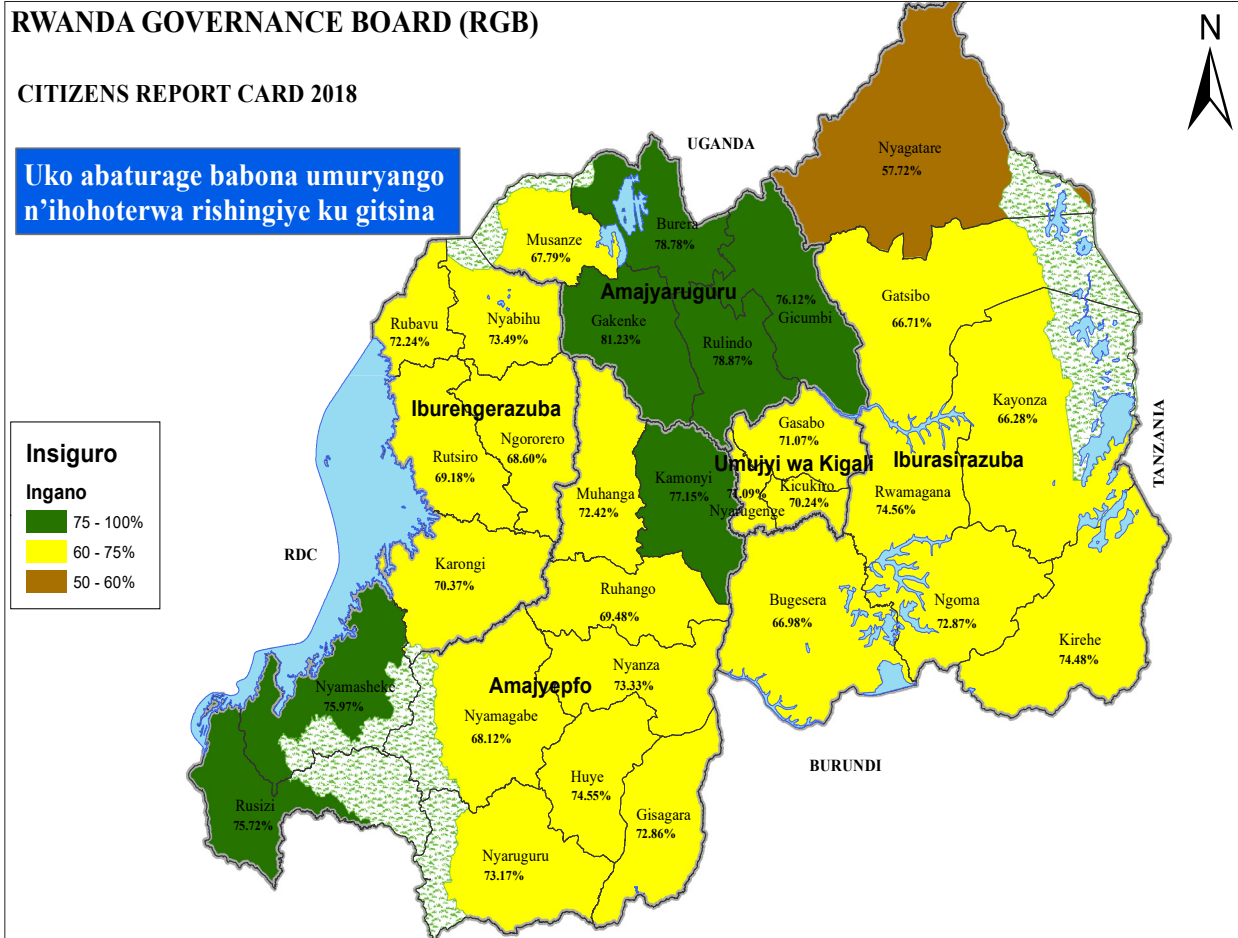 RWANDA GOVERNANCE BOARD (RGB)
CITIZENS REPORT CARD 2018
Uko abaturage babona umuryango
n'ihohoterwa rishingiye ku gitsina
N
UGANDA
Nyagatare
57.72%
Burera
78.78%
Musanze
67.79%
Amajyaruguru
76.12%
Gicumbi
Gakenke
81.23%
Rulindo
78.87%
Gatsibo
66.71%
Rubavu
72.24%
Nyabihu
73.49%
Kayonza
66.28%
Iburengerazuba
Ngororero
68.60%
Rutsiro
69.18%
Gasabo
71.07%
Umujyi wa Kigali
Kicukiro
70.24%
71.09%
Nyarugenge
Iburasirazuba
Rwamagana
74.56%
TANZANIA
Kamonyi
77.15%
Muhanga
72.42%
Insiguro
Ingano
75 - 100%
60 - 75%
50 - 60%
RDC
Karongi
70.37%
Ruhango
69.48%
Bugesera
66.98%
Ngoma
72.87%
Kirehe
74.48%
Nyamasheke
75.97%
Amajyepfo
Nyanza
73.33%
Nyamagabe
68.12%
Huye
74.55%
Gisagara
72.86%
BURUNDI
Rusizi
75.72%
Nyaruguru
73.17%